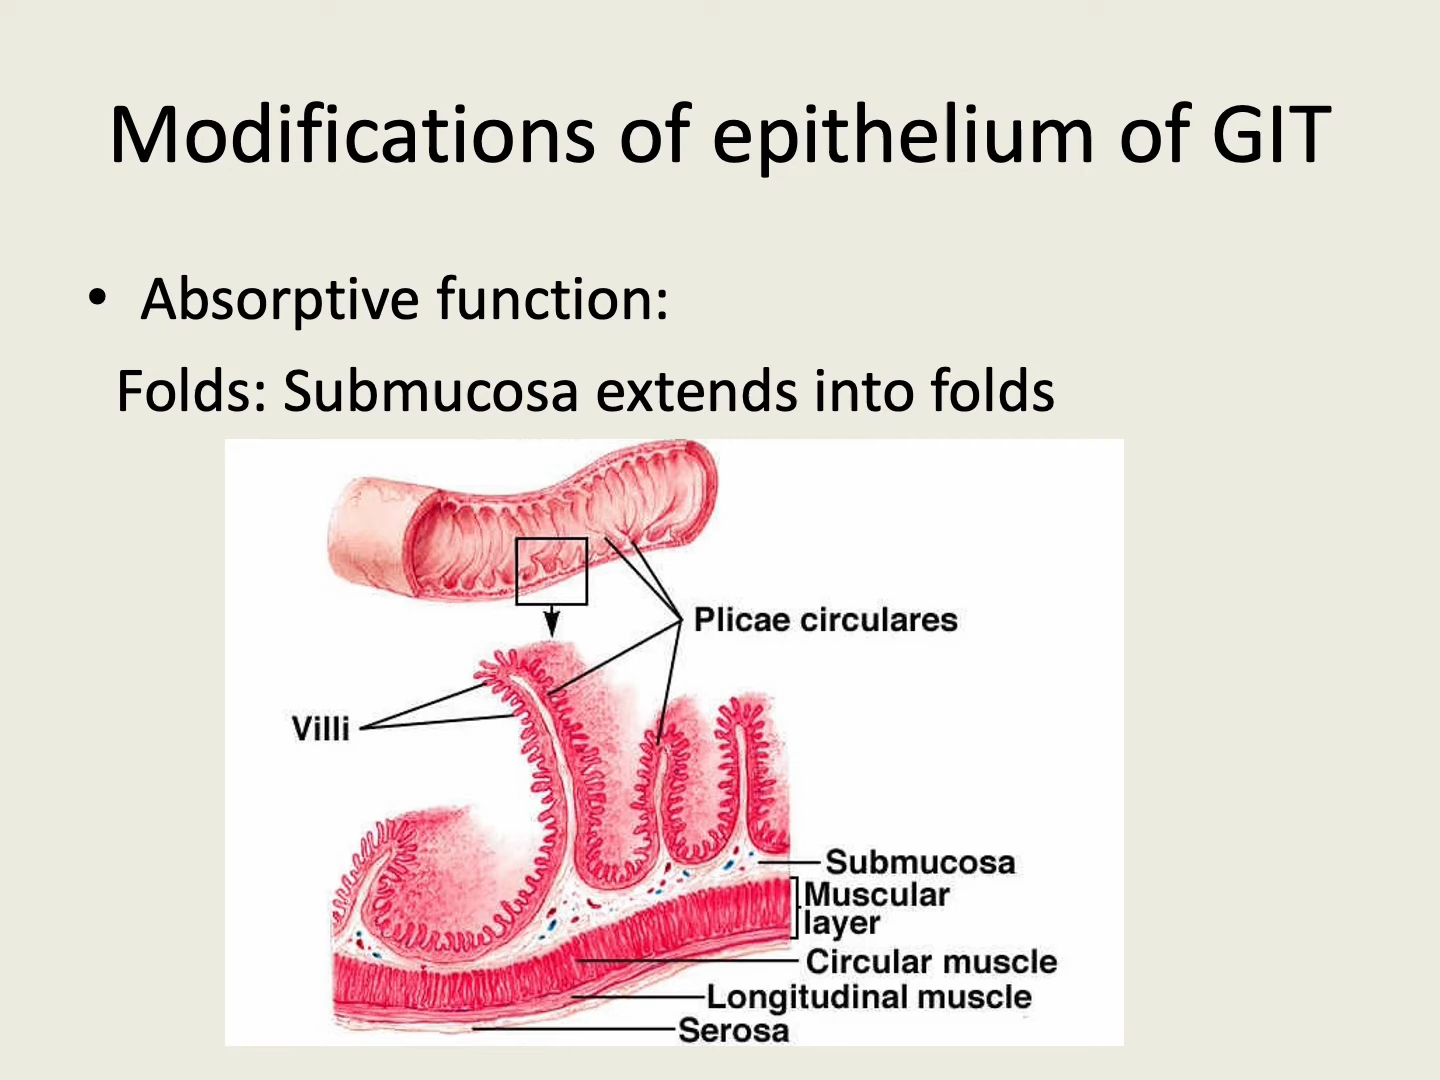 Modifications of epithelium of GIT
• Absorptive function:
Folds: Submucosa extends into folds
Plicae circulares
Villi
Submucosa
Muscular
layer
Circular muscle
Longitudinal muscle
Serosa